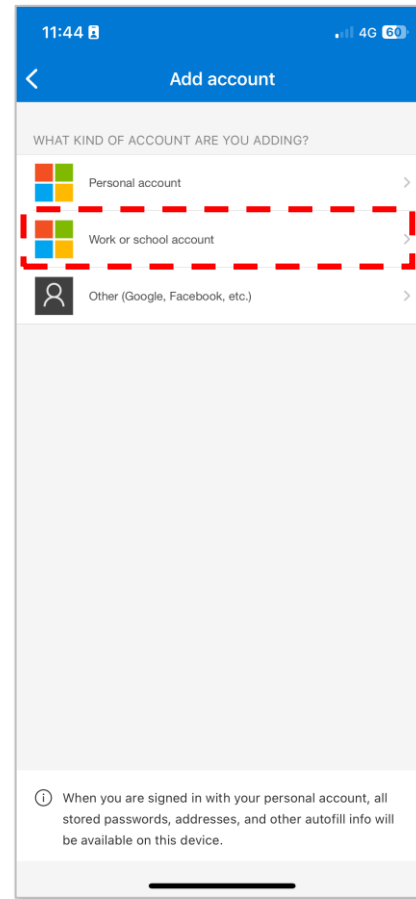 11:44
4G 60
Add account
WHAT KIND OF ACCOUNT ARE YOU ADDING?
Personal account
Work or school account
Other (Google, Facebook, etc.)
When you are signed in with your personal account, all
stored passwords, addresses, and other autofill info will
be available on this device.